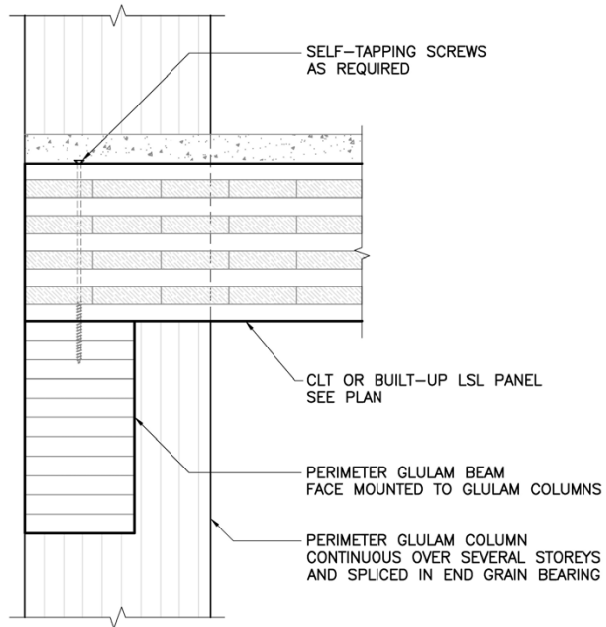 SELF-TAPPING SCREWS
AS REQUIRED
CLT OR BUILT-UP LSL PANEL
SEE PLAN
PERIMETER GLULAM BEAM
FACE MOUNTED TO GLULAM COLUMNS
PERIMETER GLULAM COLUMN
CONTINUOUS OVER SEVERAL STOREYS
AND SPLICED IN END GRAIN BEARING